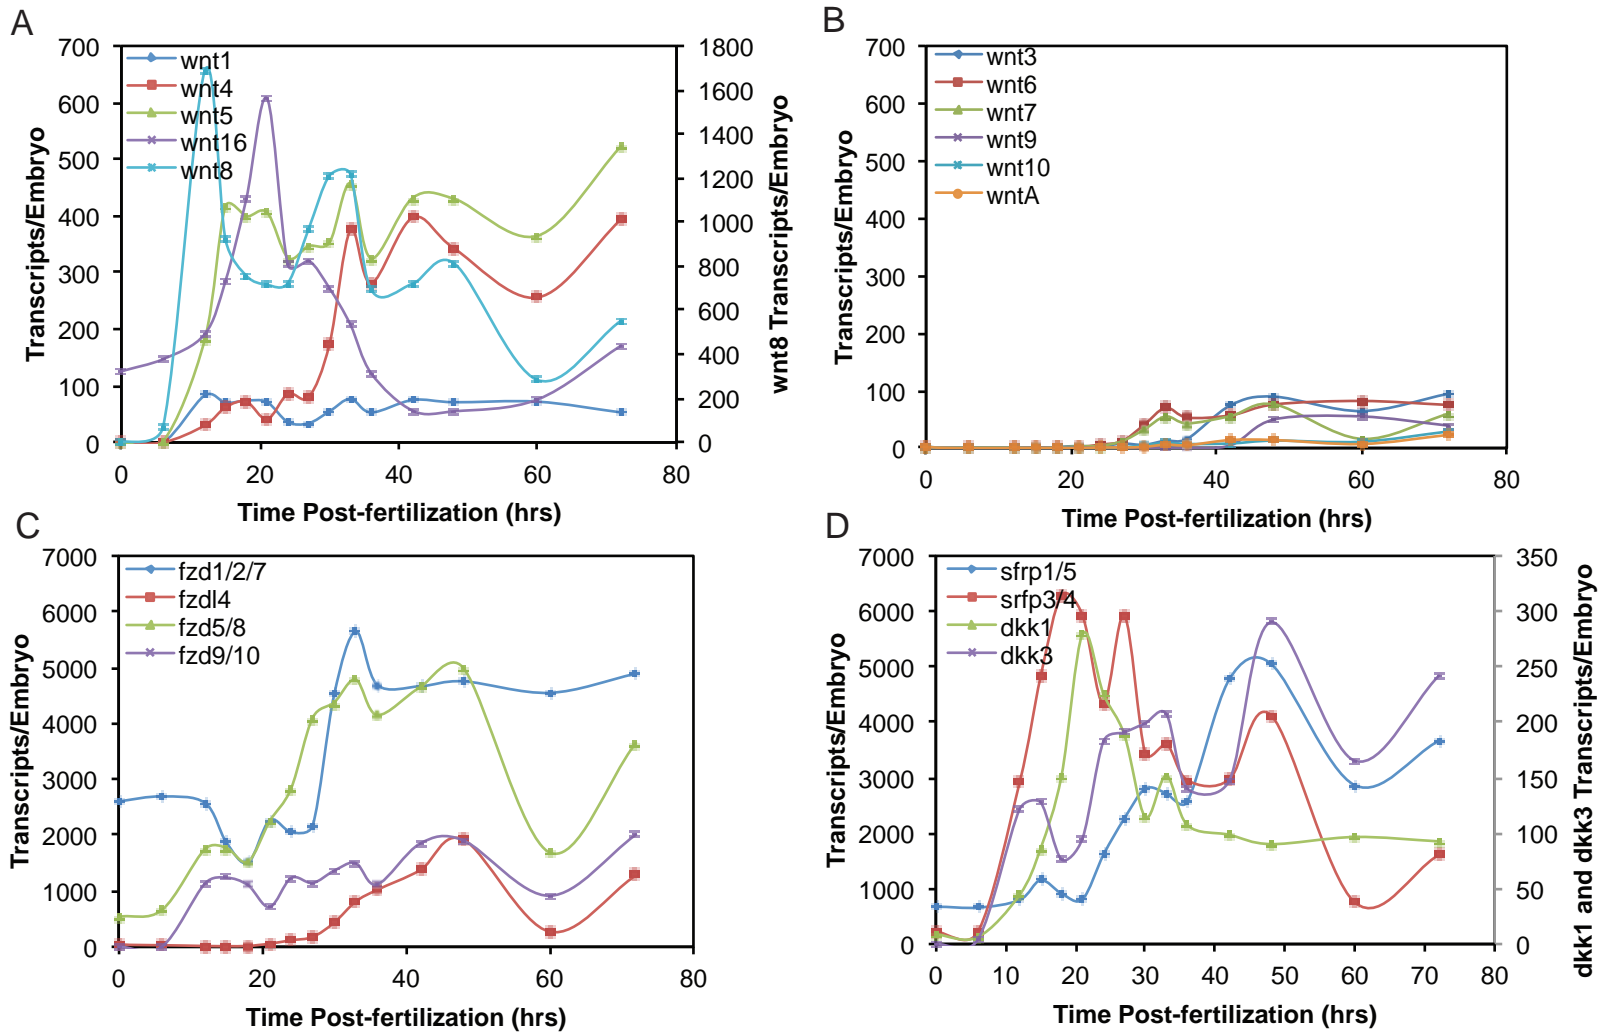 A
700
600
500
400
300
200
100
0
1800
1600
1400
1200
1000
800
600
400
200
0
0
20
40
60
80
wnt1
wnt4
wnt5
wnt16
wnt8
Transcripts/Embryo
wnt8 Transcripts/Embryo
Time Post-fertilization (hrs)
B
700
600
500
400
300
200
100
0
0
20
40
60
80
wnt3
wnt6
wnt7
wnt9
wnt10
wntA
Transcripts/Embryo
Time Post-fertilization (hrs)
C
7000
6000
5000
4000
3000
2000
1000
0
0
20
40
60
80
fzd1/2/7
fzdl4
fzd5/8
fzd9/10
Transcripts/Embryo
Time Post-fertilization (hrs)
D
7000
6000
5000
4000
3000
2000
1000
0
350
300
250
200
150
100
50
0
0
10
20
30
40
50
60
70
80
sfrp1/5
srfp3/4
dkk1
dkk3
Transcripts/Embryo
dkk1 and dkk3 Transcripts/Embryo
Time Post-fertilization (hrs)